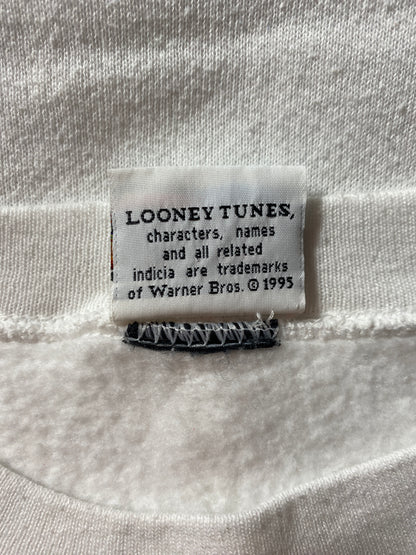 LOONEY TUNES,
characters, names
and all related
indicia are trademarks
of Warner Bros. © 1995